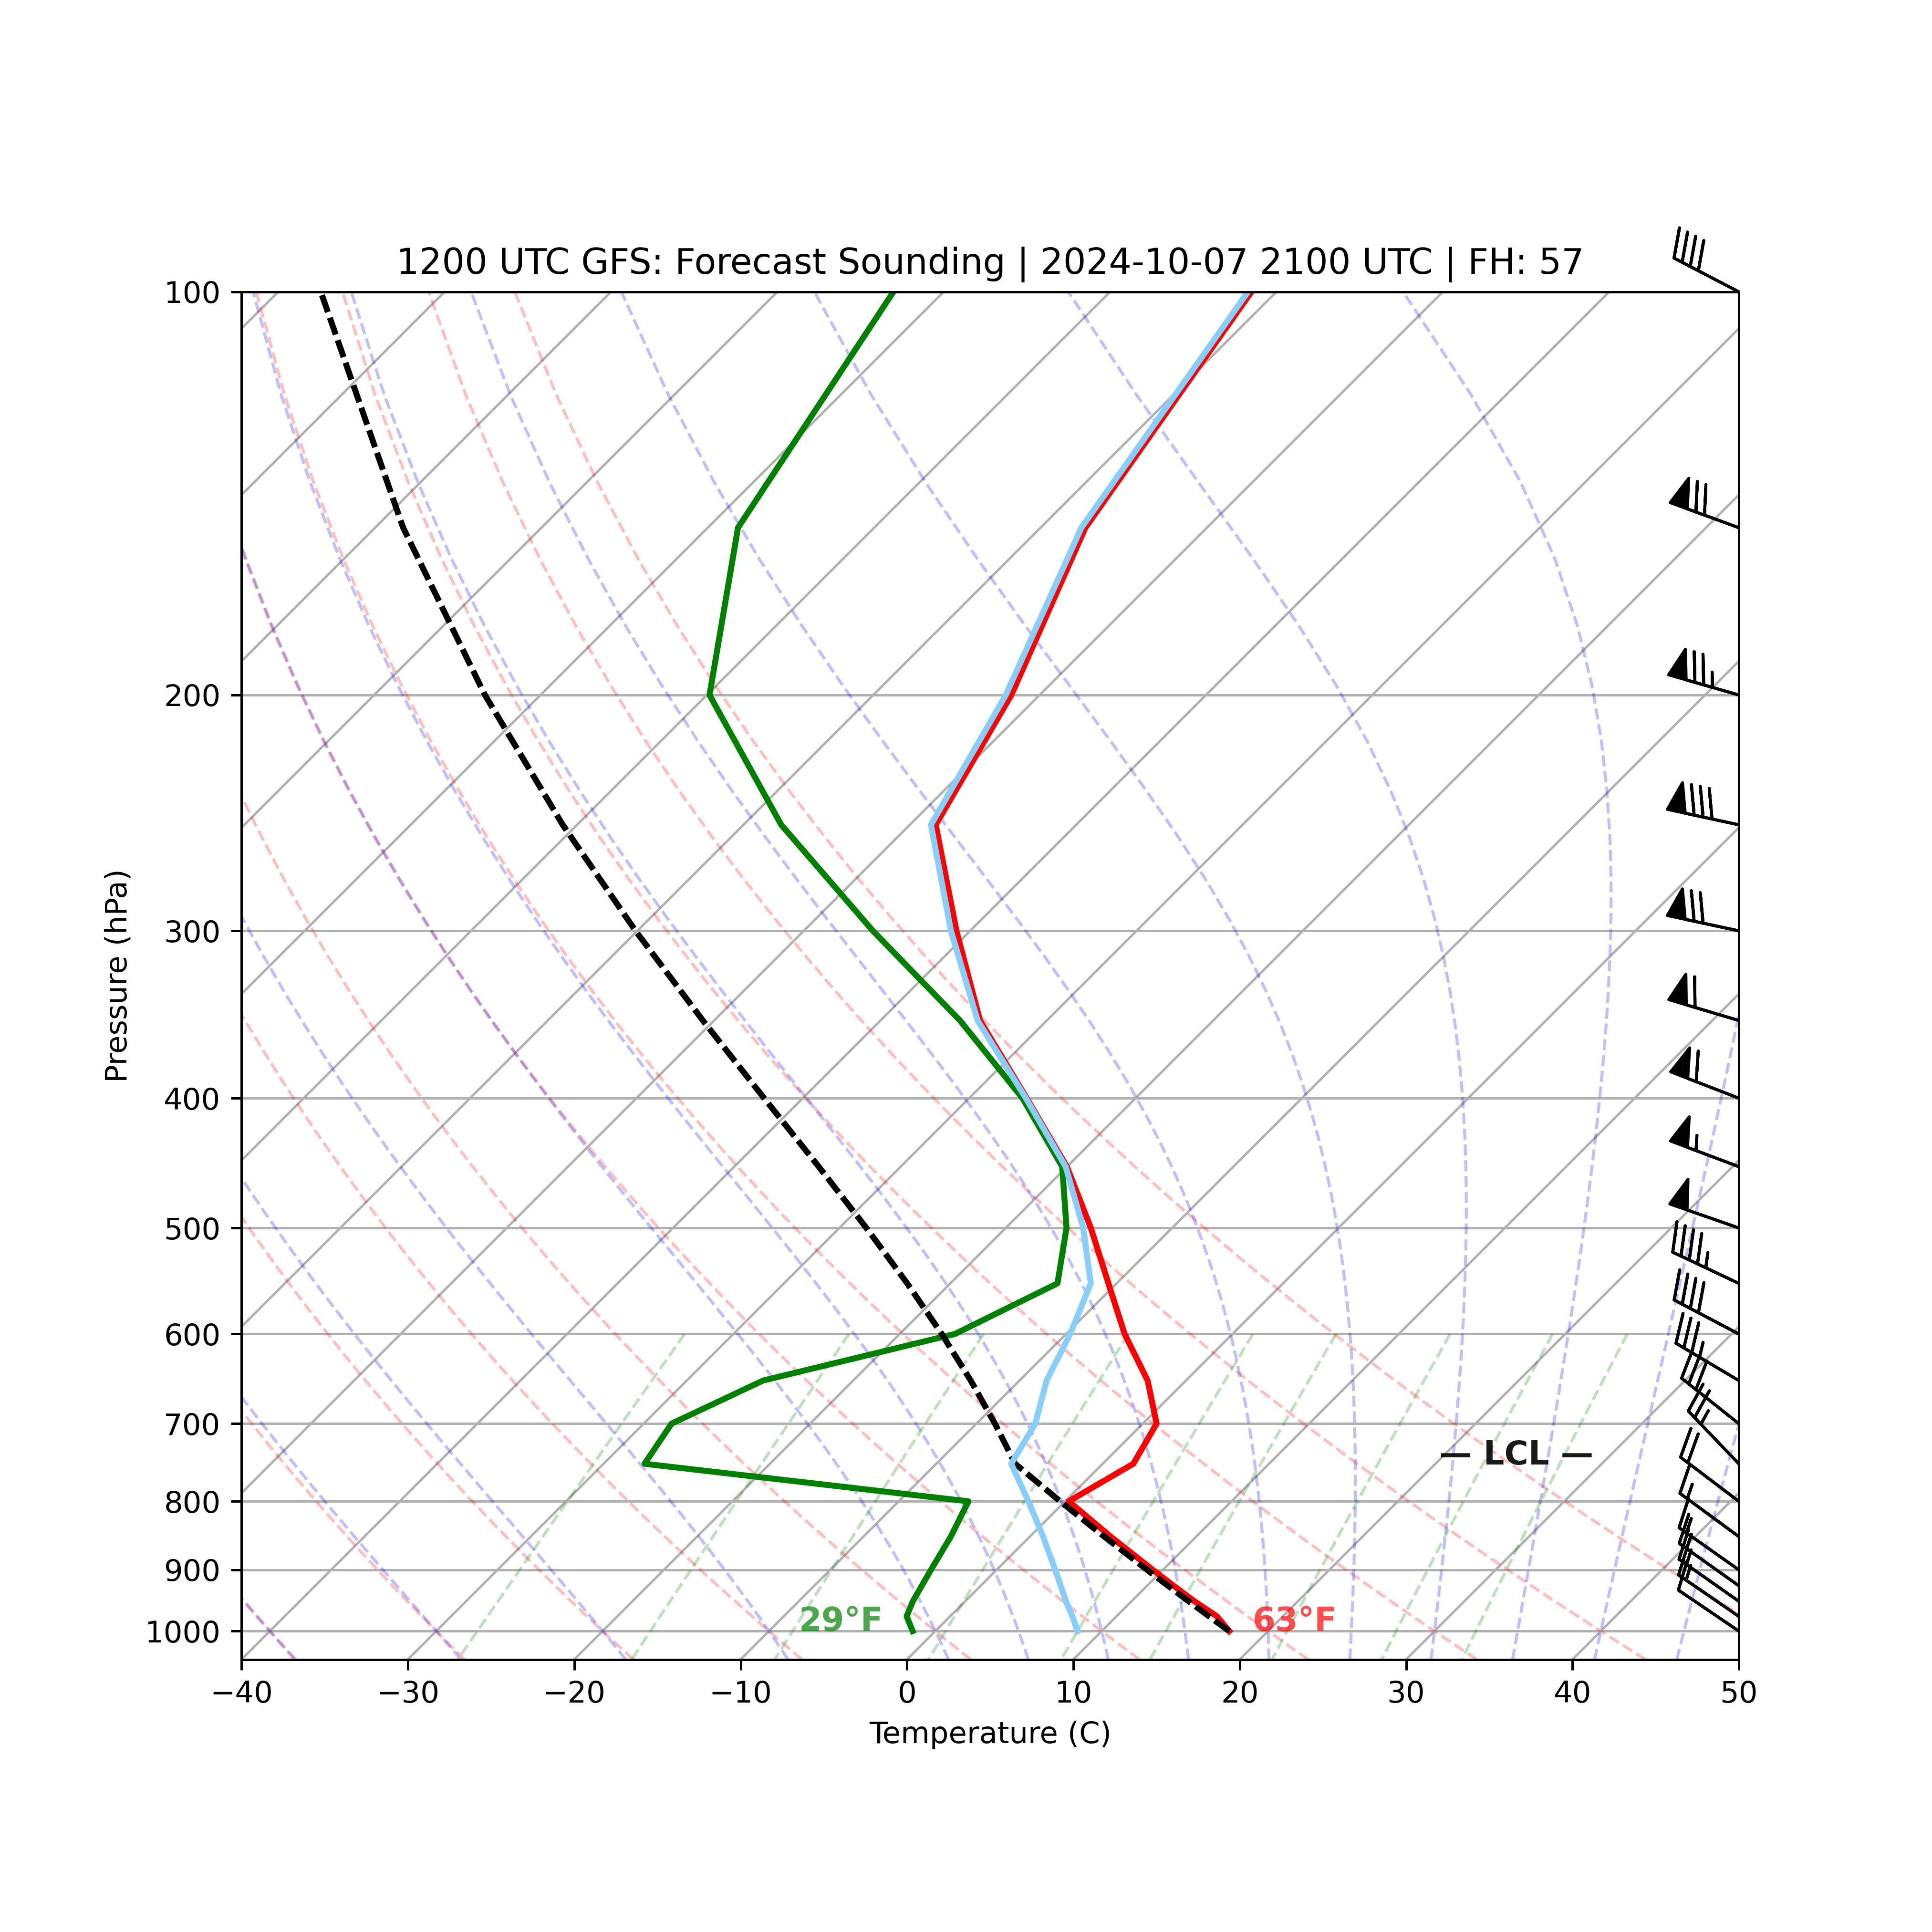 1200 UTC GFS: Forecast Sounding | 2024-10-07 2100 UTC | FH: 57
100
200
300
400
500
600
700
800
900
1000
Pressure (hPa)
— LCL —
29°F
63°F
−40 −30 −20 −10 0 10 20 30 40 50
Temperature (C)